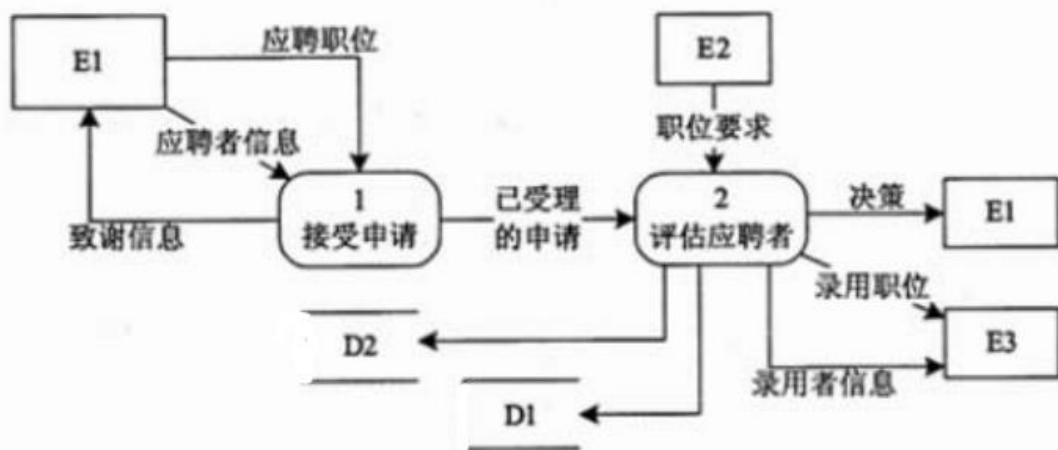 E1
应聘职位
E2
应聘者信息
职位要求
致谢信息
1
接受申请
已受理
的申请
2
评估应聘者
决策
E1
录用职位
E3
录用者信息
D2
D1